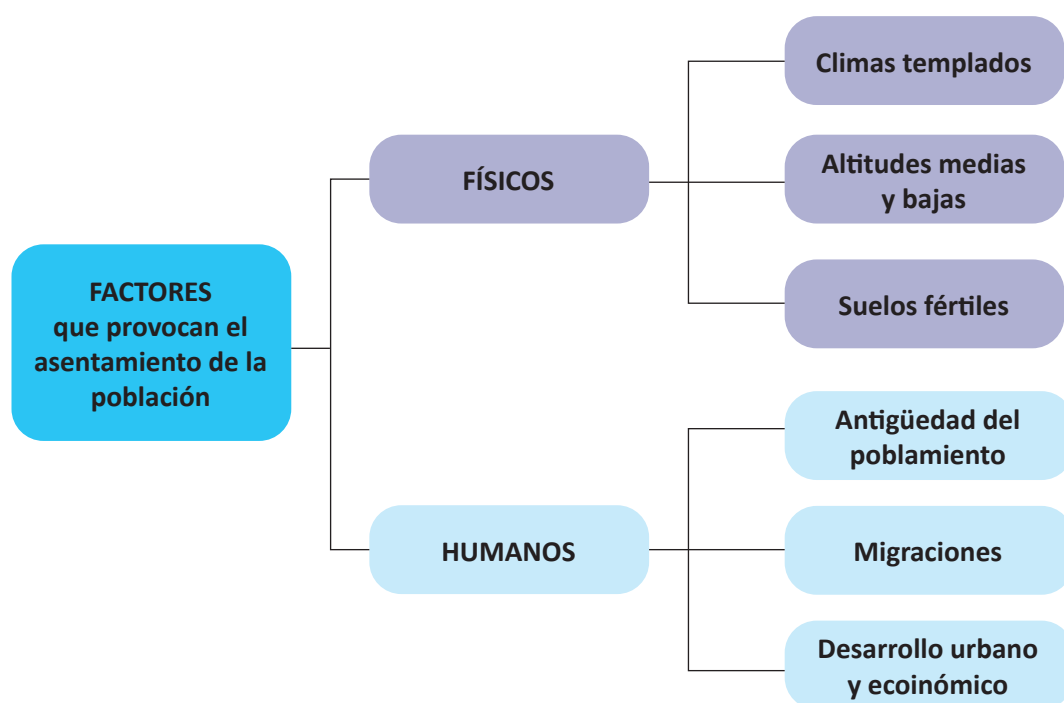 FACTORES
que provocan el
asentamiento de la
población
FÍSICOS
Climas templados
Altitudes medias
y bajas
Suelos fértiles
HUMANOS
Antigüedad del
poblamiento
Migraciones
Desarrollo urbano
y ecoinómico